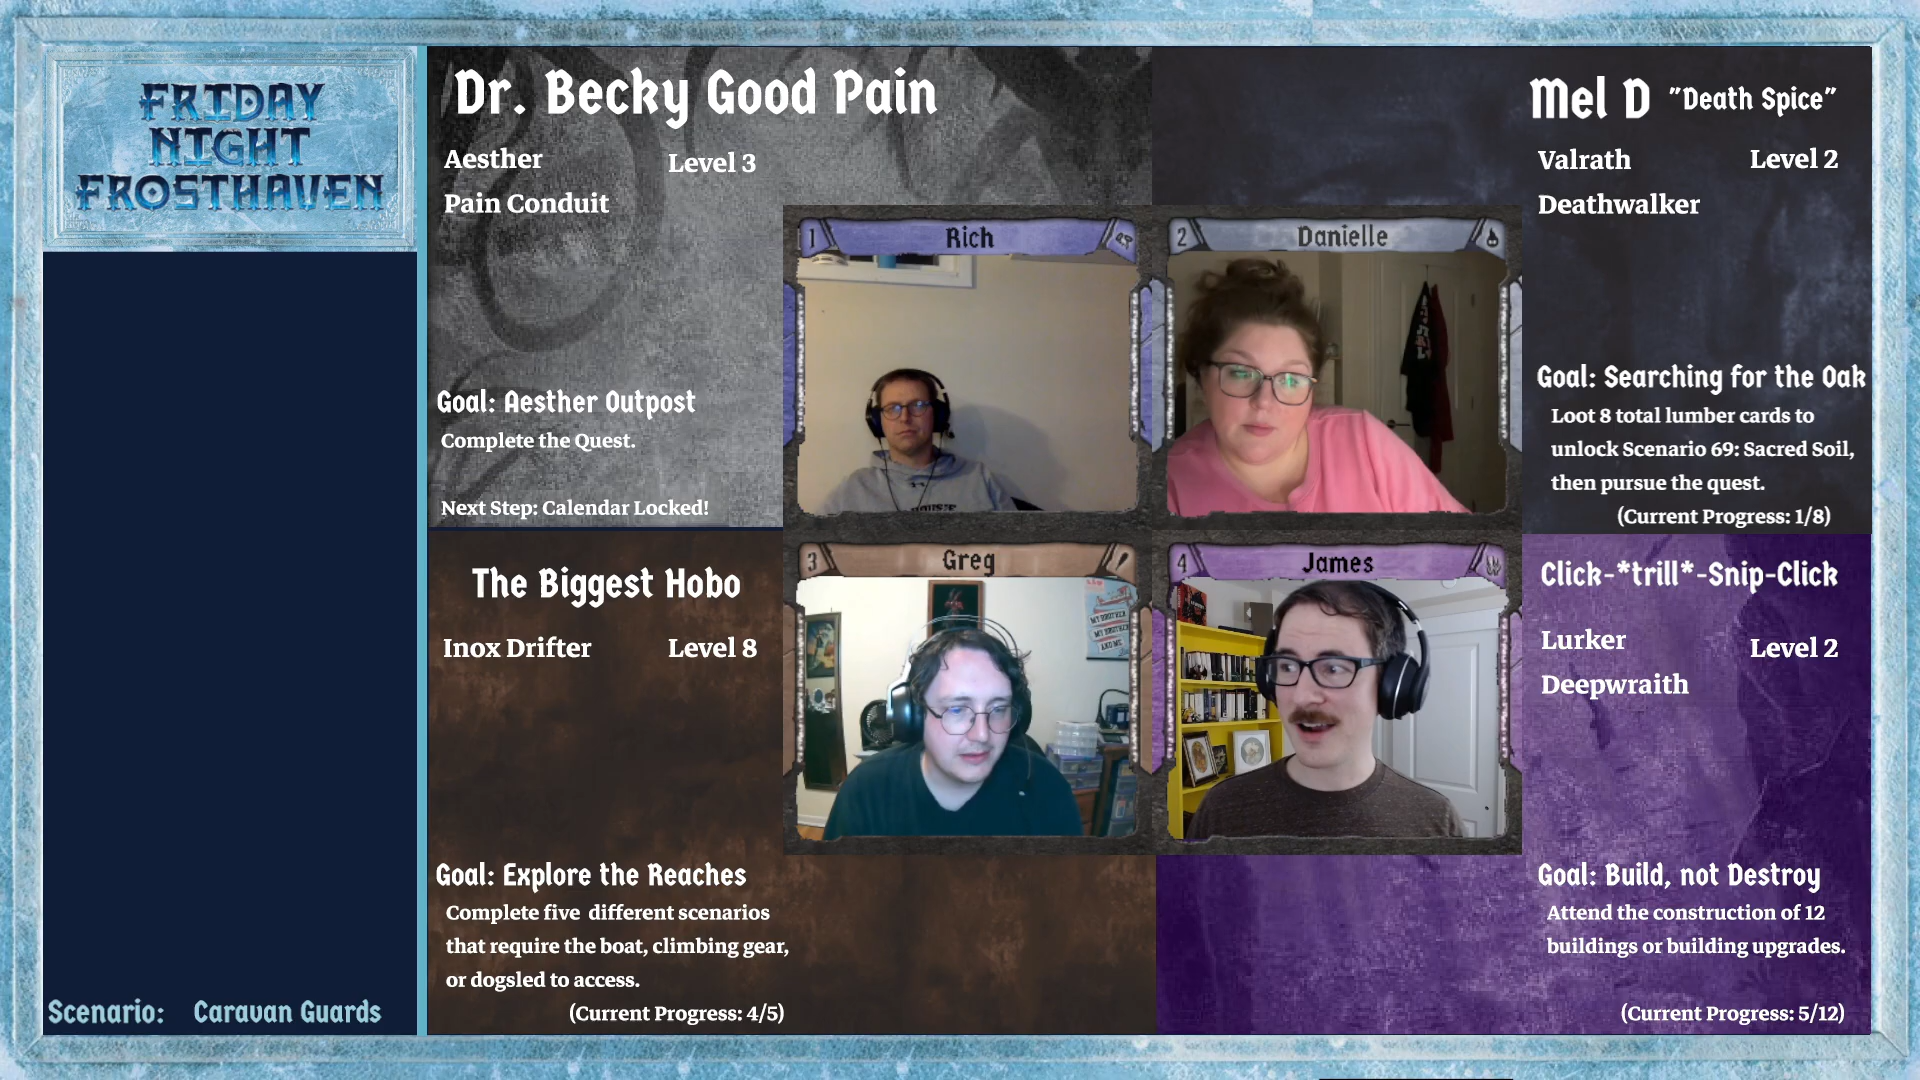 FRIDAY
NIGHT
FROSTHAVEN
Dr. Becky Good Pain
Aesther
Level 3
Pain Conduit
Goal: Aesther Outpost
Complete the Quest.
Next Step: Calendar Locked!
Mel D "Death Spice"
Valrath
Level 2
Deathwalker
Goal: Searching for the Oak
Loot 8 total lumber cards to
unlock Scenario 69: Sacred Soil,
then pursue the quest.
(Current Progress: 1/8)
1 Rich
2 Danielle
3 Greg
4 James
MY BROTHER
MY BROTHER
AND ME
The Biggest Hobo
Inox Drifter
Level 8
Goal: Explore the Reaches
Complete five different scenarios
that require the boat, climbing gear,
or dogsled to access.
(Current Progress: 4/5)
Click-*trill*-Snip-Click
Lurker
Level 2
Deepwraith
Goal: Build, not Destroy
Attend the construction of 12
buildings or building upgrades.
(Current Progress: 5/12)
Scenario: Caravan Guards